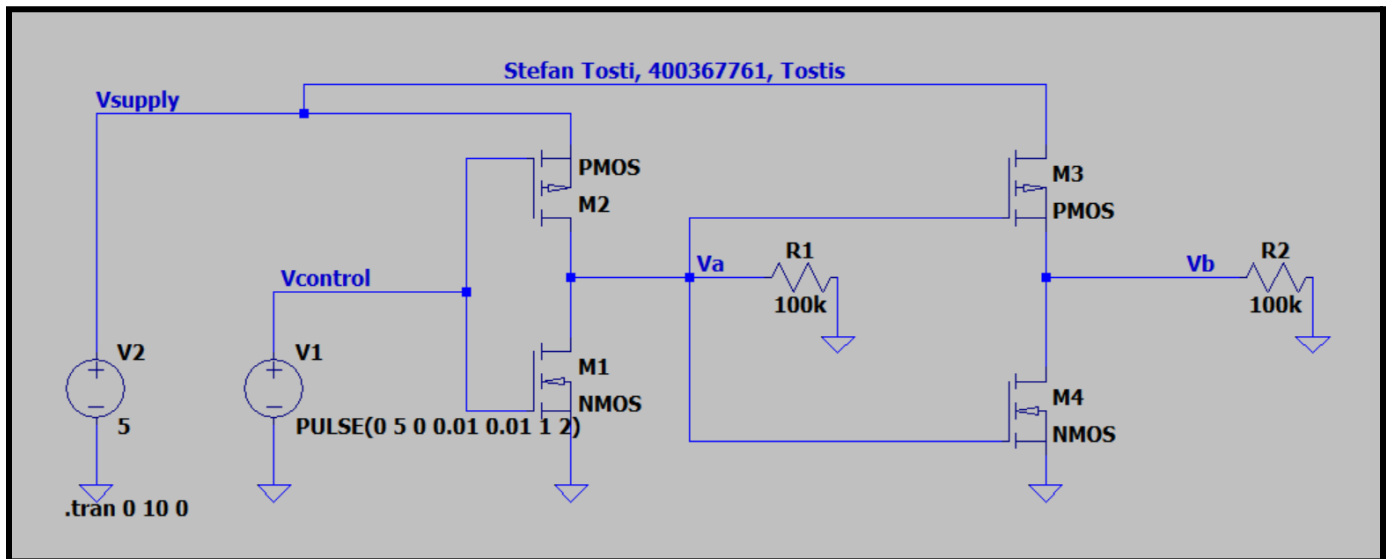 Stefan Tosti, 400367761, Tostis
Vsupply
PMOS
M2
M3
PMOS
Vcontrol
Va
R1
100k
Vb
R2
100k
V2
5
V1
PULSE(0 5 0 0.01 0.01 1 2)
M1
NMOS
M4
NMOS
.tran 0 10 0